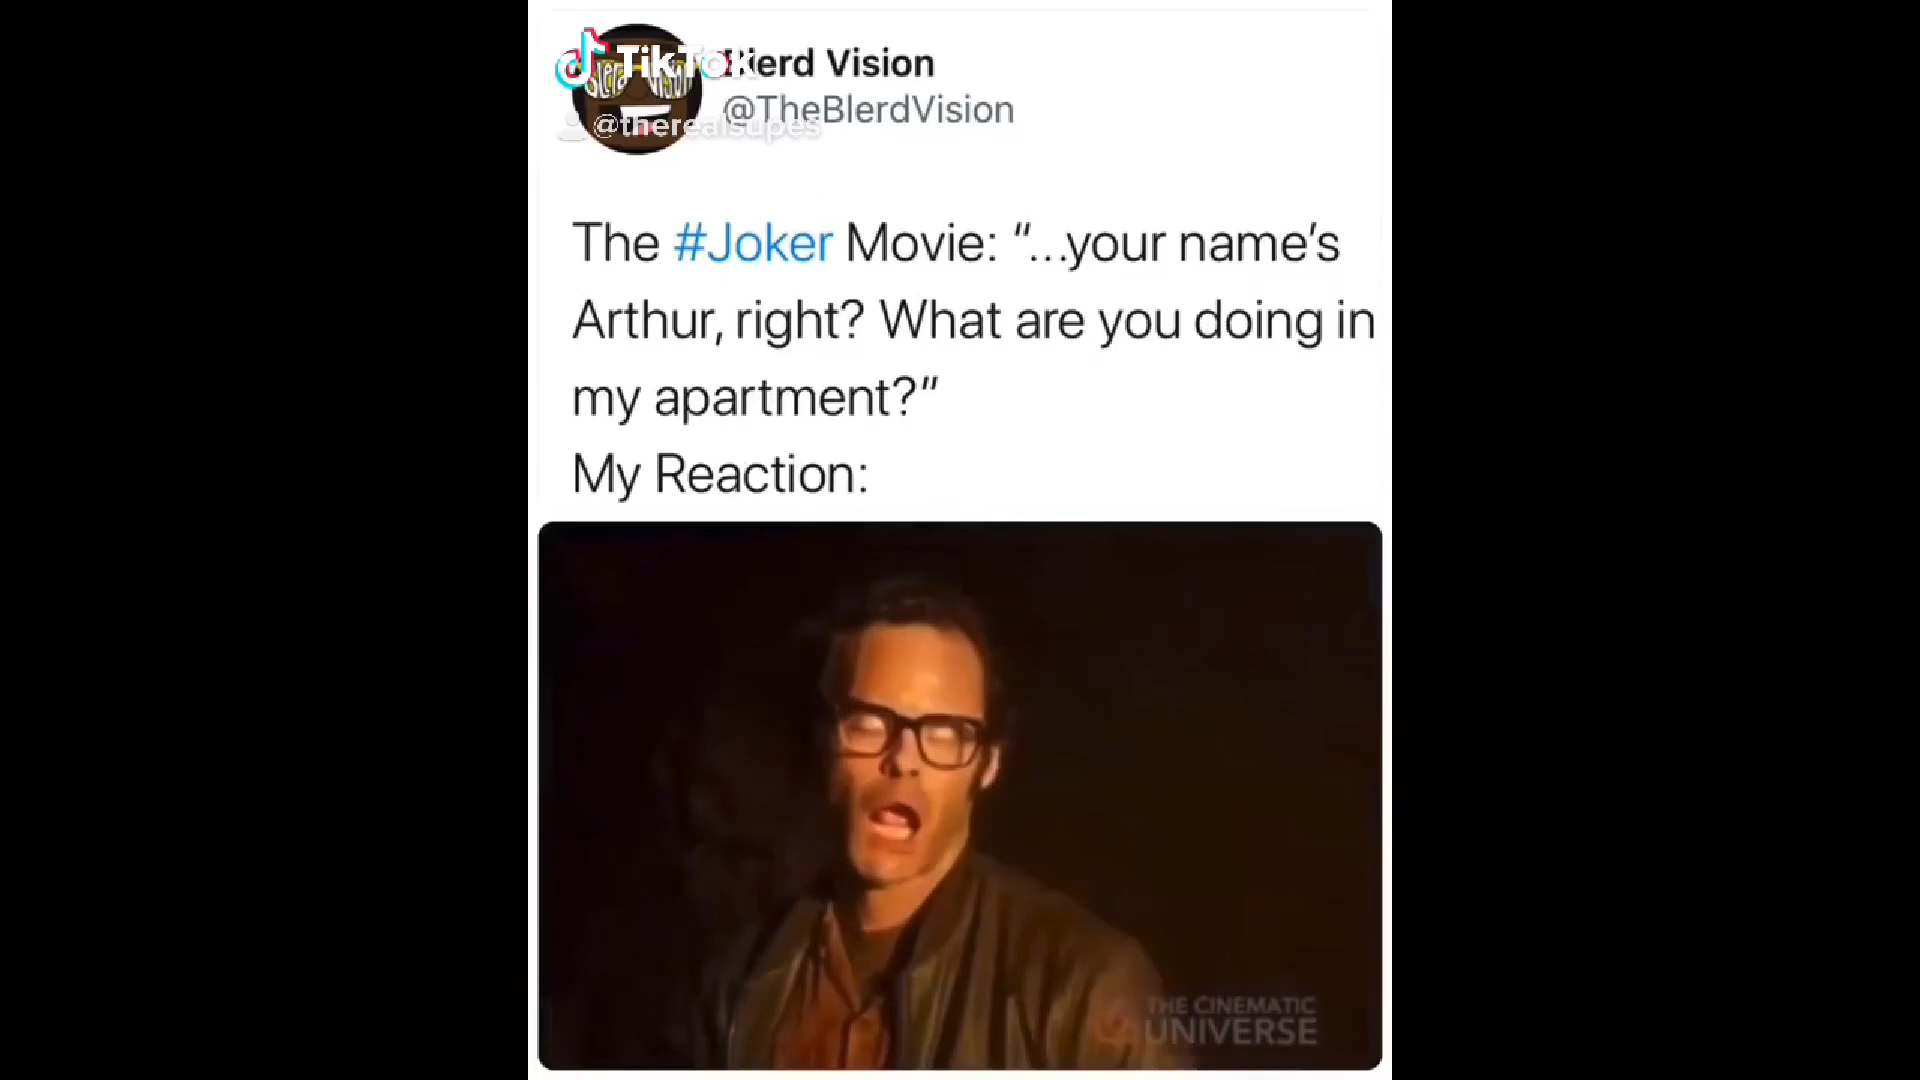 TikTok
Blerd Vision
@TheBlerdVision
@therealsupes
The #Joker Movie: “...your name’s
Arthur, right? What are you doing in
my apartment?”
My Reaction:
THE CINEMATIC
UNIVERSE